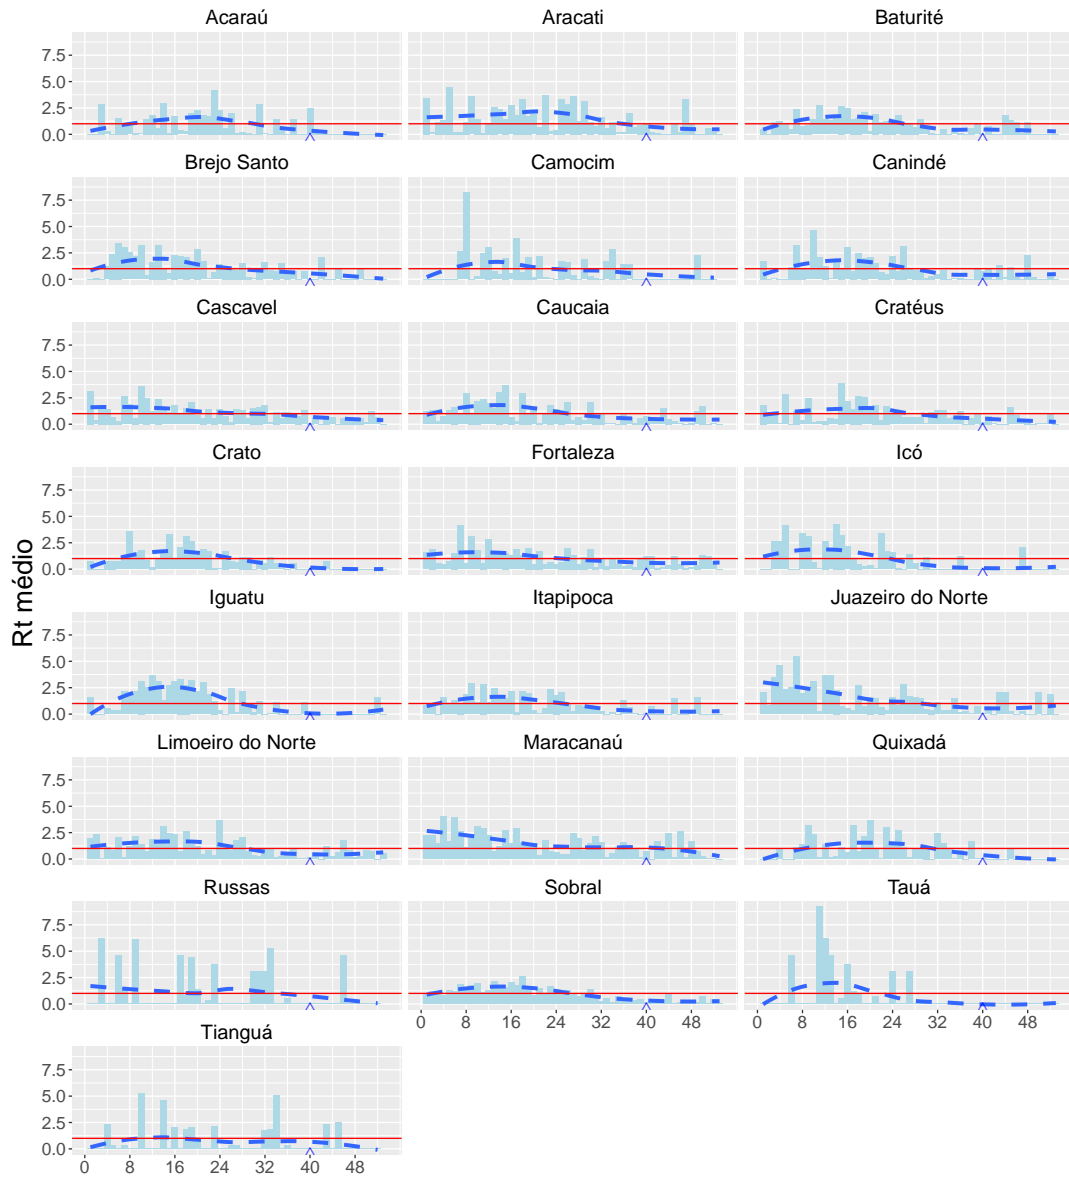 Acaraú Aracati Baturité
7.5
5.0
2.5
0.0
Brejo Santo Camocim Canindé
7.5
5.0
2.5
0.0
Cascavel Caucaia Cratéus
7.5
5.0
2.5
0.0
Crato Fortaleza Icó
7.5
5.0
2.5
0.0
Rt médio
Iguatu Itapipoca Juazeiro do Norte
7.5
5.0
2.5
0.0
Limoeiro do Norte Maracanaú Quixadá
7.5
5.0
2.5
0.0
Russas Sobral Tauá
7.5
5.0
2.5
0.0
0 8 16 24 32 40 48 0 8 16 24 32 40 48
Tianguá
7.5
5.0
2.5
0.0
0 8 16 24 32 40 48